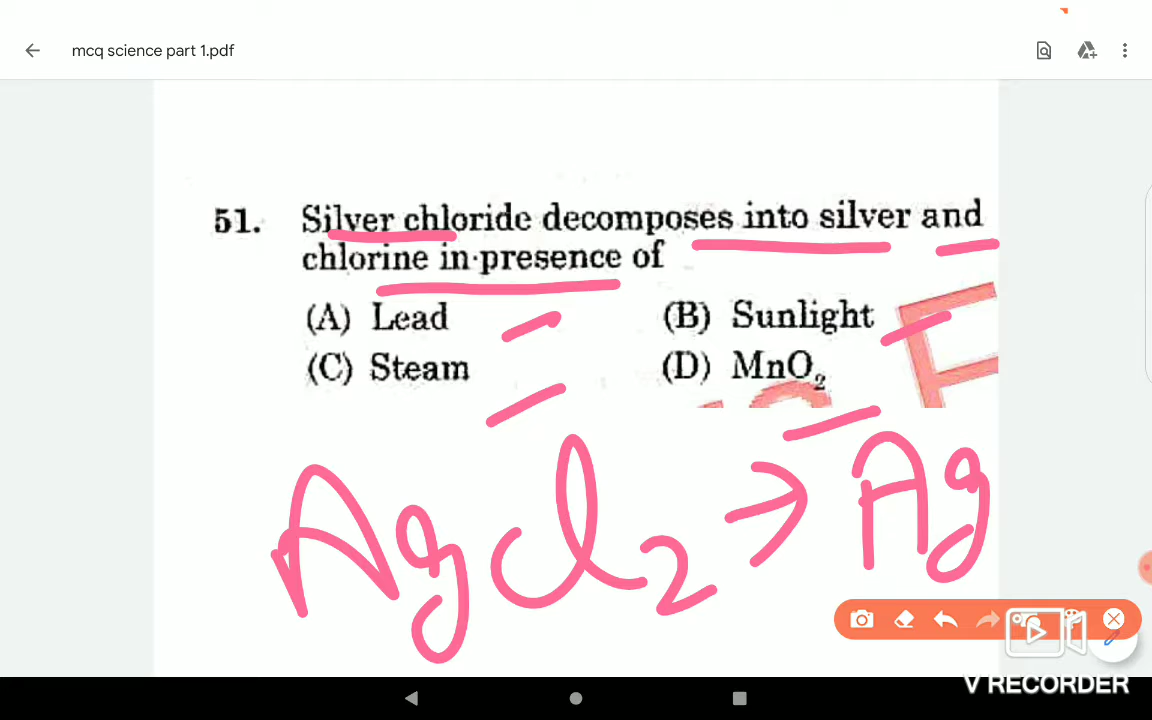 mcq science part 1.pdf
51. Silver chloride decomposes into silver and
chlorine in presence of
(A) Lead (B) Sunlight
(C) Steam (D) MnO₂
AgCl₂ → Ag
V RECORDER